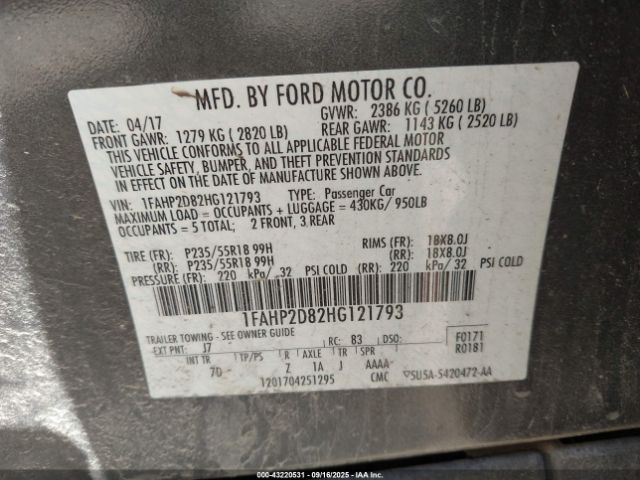 MFD. BY FORD MOTOR CO.
DATE: 04/17 GVWR: 2386 KG ( 5260 LB)
FRONT GAWR: 1279 KG ( 2820 LB) REAR GAWR: 1143 KG ( 2520 LB)
THIS VEHICLE CONFORMS TO ALL APPLICABLE FEDERAL MOTOR
VEHICLE SAFETY, BUMPER, AND THEFT PREVENTION STANDARDS
IN EFFECT ON THE DATE OF MANUFACTURE SHOWN ABOVE.
VIN: 1FAHP2D82HG121793 TYPE: Passenger Car
MAXIMUM LOAD = OCCUPANTS + LUGGAGE = 430KG/ 950LB
OCCUPANTS = 5 TOTAL; 2 FRONT, 3 REAR
TIRE (FR): P235/55R18 99H RIMS (FR): 18X8.0J
(RR): P235/55R18 99H (RR): 18X8.0J
PRESSURE (FR): 220 kPa/ 32 PSI COLD (RR): 220 kPa/ 32 PSI COLD
1FAHP2D82HG121793
TRAILER TOWING - SEE OWNER GUIDE
EXT PNT: J7 RC: B3 DSO: F0171
INT TR TP/PS R AXLE TR SPR R0181
7D Z 1A J AAAA
1201704251295 CMC
-00-43220531 - 09/16/2025 - IAA, Inc.